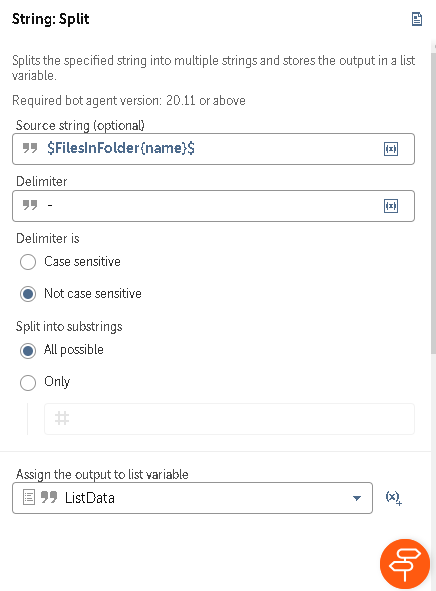 String: Split
Splits the specified string into multiple strings and stores the output in a list
variable.
Required bot agent version: 20.11 or above
Source string (optional)
$FilesInFolder{name}$
(x)
Delimiter
-
(x)
Delimiter is
Case sensitive
Not case sensitive
Split into substrings
All possible
Only
#
Assign the output to list variable
ListData
(x)+